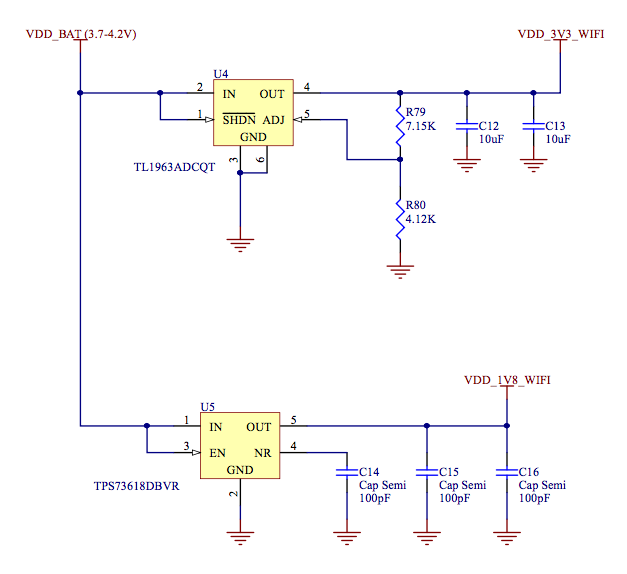 VDD_BAT (3.7-4.2V)
VDD_3V3_WIFI
U4
2 IN OUT 4
1 SHDN ADJ 5
GND
3 6
TL1963ADCQT
R79
7.15K
C12
10uF
C13
10uF
R80
4.12K
VDD_1V8_WIFI
U5
1 IN OUT 5
3 EN NR 4
GND
2
TPS73618DBVR
C14
Cap Semi
100pF
C15
Cap Semi
100pF
C16
Cap Semi
100pF